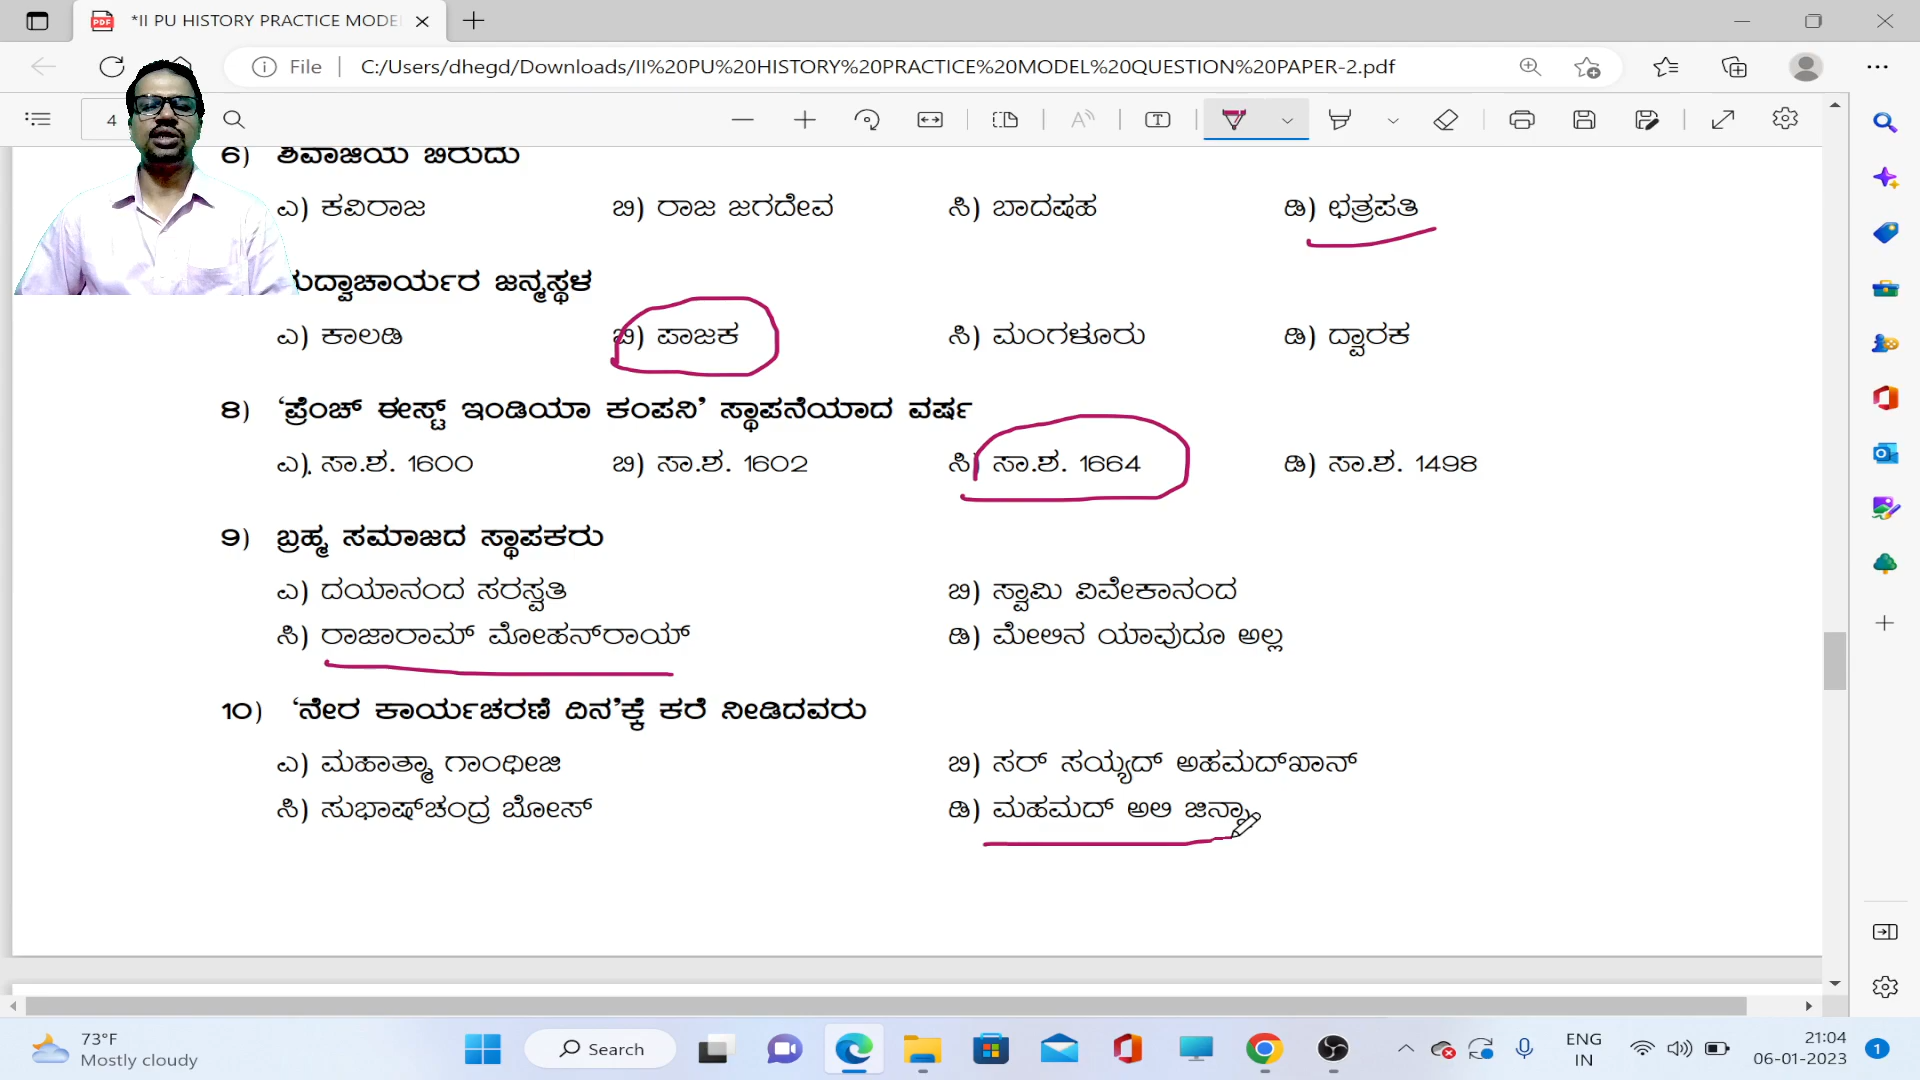 *II PU HISTORY PRACTICE MODE
File
C:/Users/dhegd/Downloads/II%20PU%20HISTORY%20PRACTICE%20MODEL%20QUESTION%20PAPER-2.pdf
4
6) ಶಿವಾಜಿಯ ಬಿರುದು
ಎ) ಕವಿರಾಜ ಬಿ) ರಾಜ ಜಗದೇವ ಸಿ) ಬಾದಷಹ ಡಿ) ಛತ್ರಪತಿ
ಮದ್ವಾಚಾರ್ಯರ ಜನ್ಮಸ್ಥಳ
ಎ) ಕಾಲಡಿ ಬಿ) ಪಾಜಕ ಸಿ) ಮಂಗಳೂರು ಡಿ) ದ್ವಾರಕ
8) ‘ಪ್ರೆಂಚ್ ಈಸ್ಟ್ ಇಂಡಿಯಾ ಕಂಪನಿ’ ಸ್ಥಾಪನೆಯಾದ ವರ್ಷ
ಎ). ಸಾ.ಶ. 1600 ಬಿ) ಸಾ.ಶ. 1602 ಸಿ) ಸಾ.ಶ. 1664 ಡಿ) ಸಾ.ಶ. 1498
9) ಬ್ರಹ್ಮ ಸಮಾಜದ ಸ್ಥಾಪಕರು
ಎ) ದಯಾನಂದ ಸರಸ್ವತಿ ಬಿ) ಸ್ವಾಮಿ ವಿವೇಕಾನಂದ
ಸಿ) ರಾಜಾರಾಮ್ ಮೋಹನ್‌ರಾಯ್ ಡಿ) ಮೇಲಿನ ಯಾವುದೂ ಅಲ್ಲ
10) ‘ನೇರ ಕಾರ್ಯಚರಣೆ ದಿನ’ಕ್ಕೆ ಕರೆ ನೀಡಿದವರು
ಎ) ಮಹಾತ್ಮಾ ಗಾಂಧೀಜಿ ಬಿ) ಸರ್ ಸಯ್ಯದ್ ಅಹಮದ್‌ಖಾನ್
ಸಿ) ಸುಭಾಷ್‌ಚಂದ್ರ ಬೋಸ್ ಡಿ) ಮಹಮದ್ ಅಲಿ ಜಿನ್ನಾ
73°F
Mostly cloudy
Search
ENG
IN
21:04
06-01-2023
1